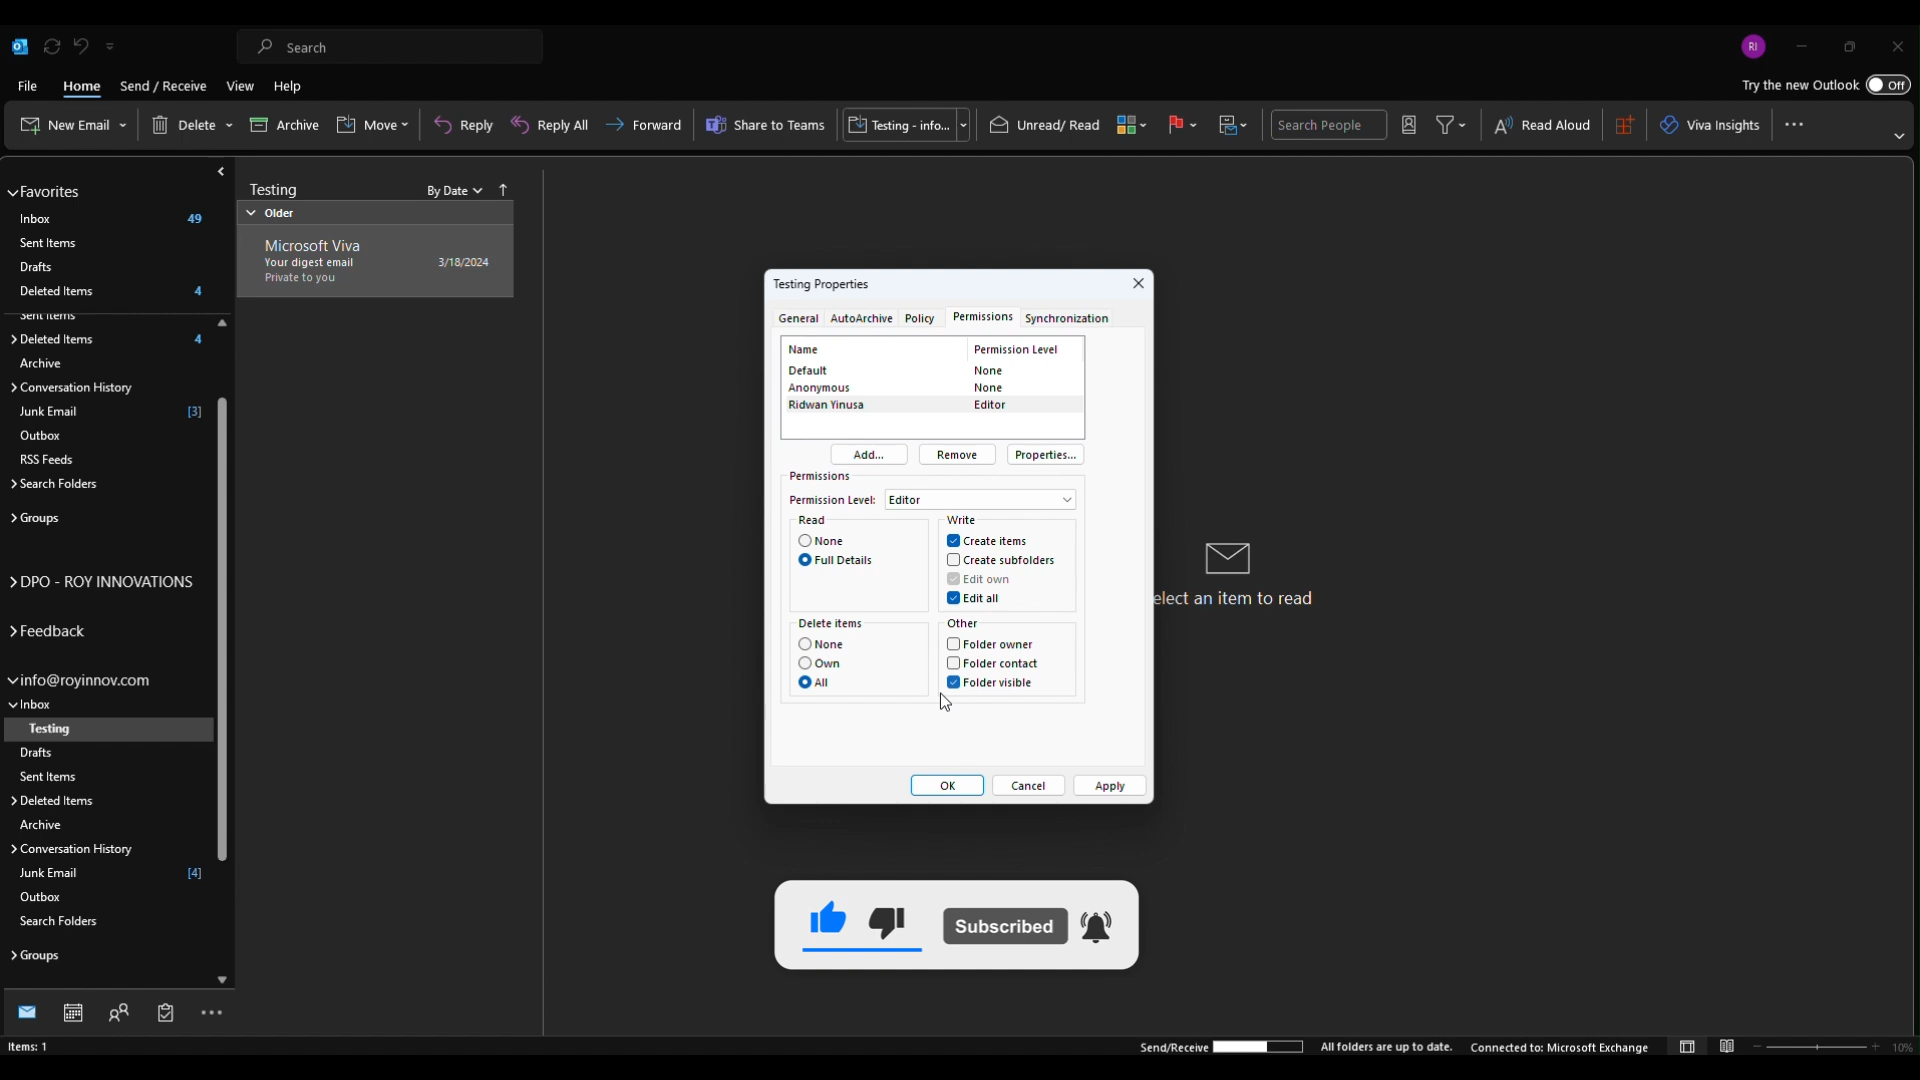 Search
RI
File Home Send / Receive View Help
Try the new Outlook Off
New Email Delete Archive Move Reply Reply All Forward Share to Teams Testing - info... Unread/ Read Search People Read Aloud Viva Insights
Favorites
Inbox 49
Sent Items
Drafts
Deleted Items 4
Sent Items
Deleted Items 4
Archive
Conversation History
Junk Email [3]
Outbox
RSS Feeds
Search Folders
Groups
DPO - ROY INNOVATIONS
Feedback
info@royinnov.com
Inbox
Testing
Drafts
Sent Items
Deleted Items
Archive
Conversation History
Junk Email [4]
Outbox
Search Folders
Groups
Testing By Date
Older
Microsoft Viva
Your digest email 3/18/2024
Private to you
Testing Properties
General AutoArchive Policy Permissions Synchronization
Name Permission Level
Default None
Anonymous None
Ridwan Yinusa Editor
Add... Remove Properties...
Permissions
Permission Level: Editor
Read
None
Full Details
Write
Create items
Create subfolders
Edit own
Edit all
Delete items
None
Own
All
Other
Folder owner
Folder contact
Folder visible
OK Cancel Apply
elect an item to read
Subscribed
Items: 1
Send/Receive All folders are up to date. Connected to: Microsoft Exchange 10%